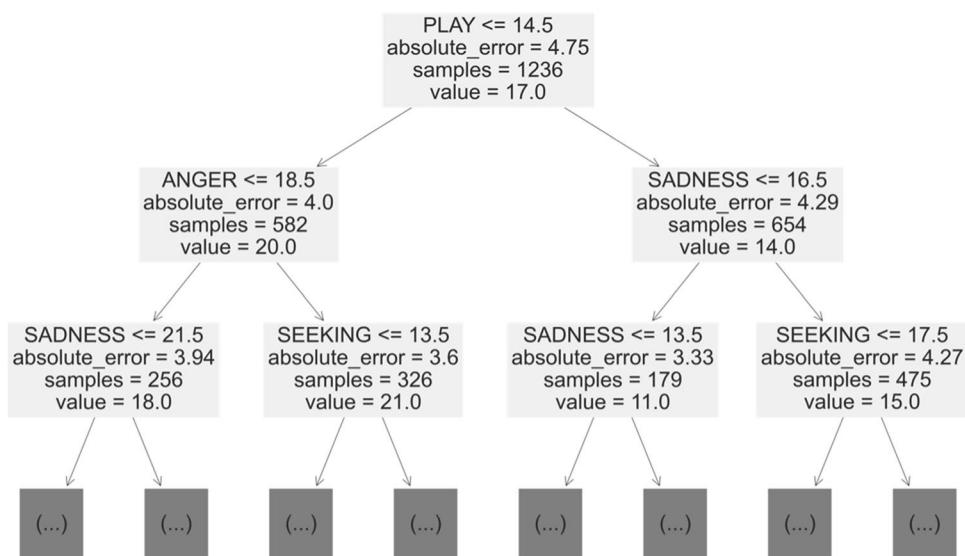 PLAY <= 14.5
absolute_error = 4.75
samples = 1236
value = 17.0
ANGER <= 18.5
absolute_error = 4.0
samples = 582
value = 20.0
SADNESS <= 16.5
absolute_error = 4.29
samples = 654
value = 14.0
SADNESS <= 21.5
absolute_error = 3.94
samples = 256
value = 18.0
SEEKING <= 13.5
absolute_error = 3.6
samples = 326
value = 21.0
SADNESS <= 13.5
absolute_error = 3.33
samples = 179
value = 11.0
SEEKING <= 17.5
absolute_error = 4.27
samples = 475
value = 15.0
(...)
(...)
(...)
(...)
(...)
(...)
(...)
(...)